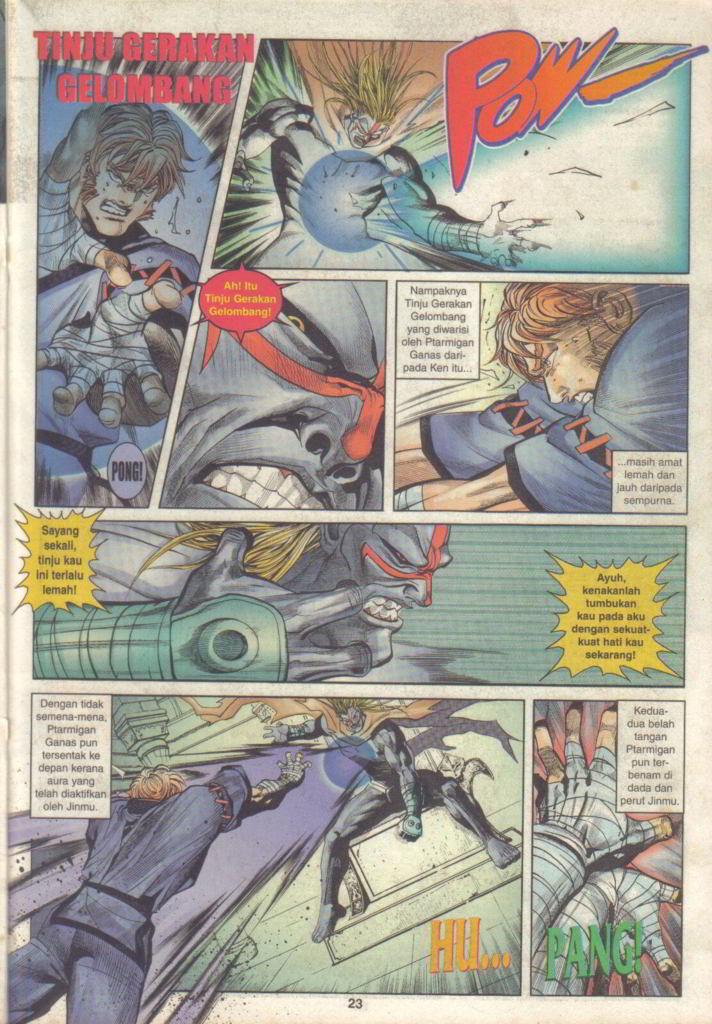 TINJU GERAKAN
GELOMBANG
POW
PONG!
Ah! Itu
Tinju Gerakan
Gelombang!
Nampaknya
Tinju Gerakan
Gelombang
yang diwarisi
oleh Ptarmigan
Ganas dari-
pada Ken itu...
...masih amat
lemah dan
jauh daripada
sempurna.
Sayang
sekali,
tinju kau
ini terlalu
lemah!
Ayuh,
kenakanlah
tumbukan
kau pada aku
dengan sekuat-
kuat hati kau
sekarang!
Dengan tidak
semena-mena,
Ptarmigan
Ganas pun
tersentak ke
depan kerana
aura yang
telah diaktifkan
oleh Jinmu.
HU...
Kedua-
dua belah
tangan
Ptarmigan
pun ter-
benam di
dada dan
perut Jinmu.
PANG!
23